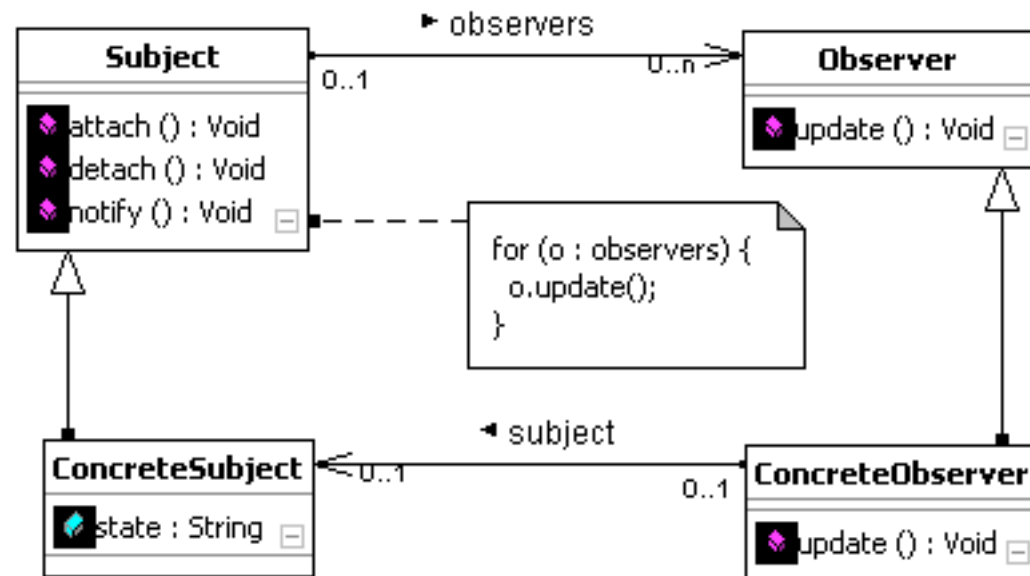 observers
Subject
0..1
0..n
Observer
attach () : Void
detach () : Void
notify () : Void
update () : Void
for (o : observers) {
o.update();
}
subject
ConcreteSubject
0..1
0..1
ConcreteObserver
state : String
update () : Void